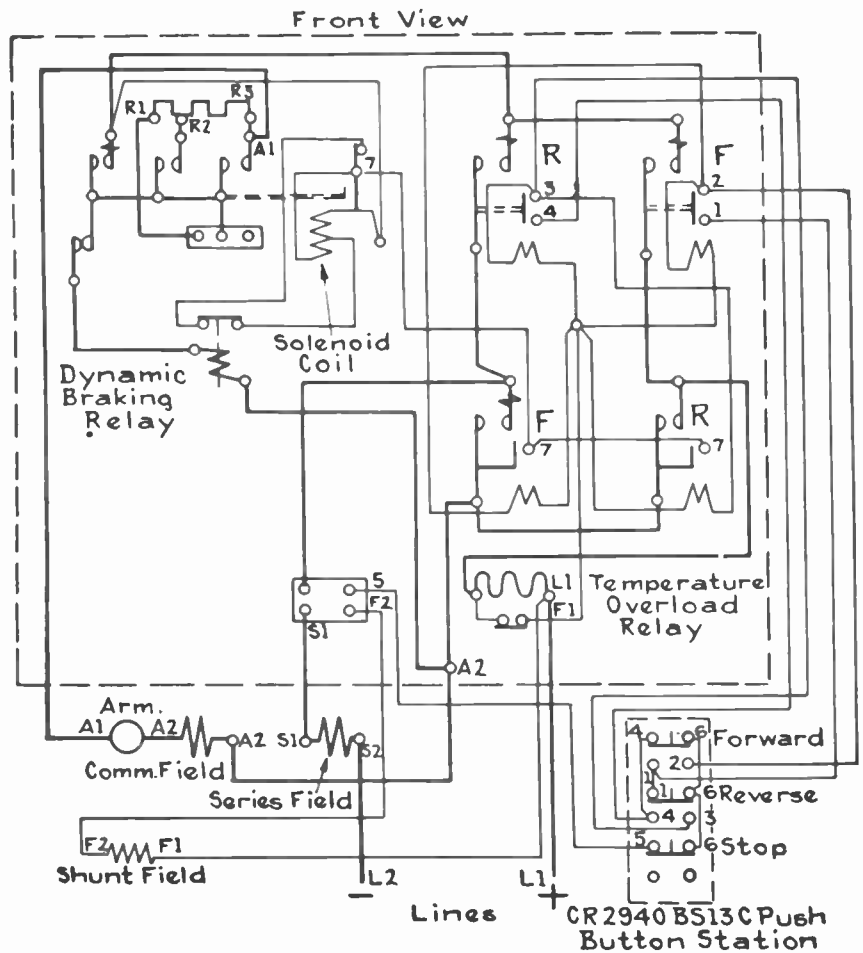 Front View
R1
R2
R3
A1
7
R
3
4
F
2
1
Solenoid
Coil
Dynamic
Braking
Relay
F
7
R
7
5
F2
S1
L1
F1
Temperature
Overload
Relay
A2
Arm.
A1
A2
Comm.Field
A2
S1
S2
Series Field
F2
F1
Shunt Field
L2
L1
−
+
Lines
4
6
Forward
2
1
1
6
Reverse
4
3
5
6
Stop
CR2940BS13C Push
Button Station